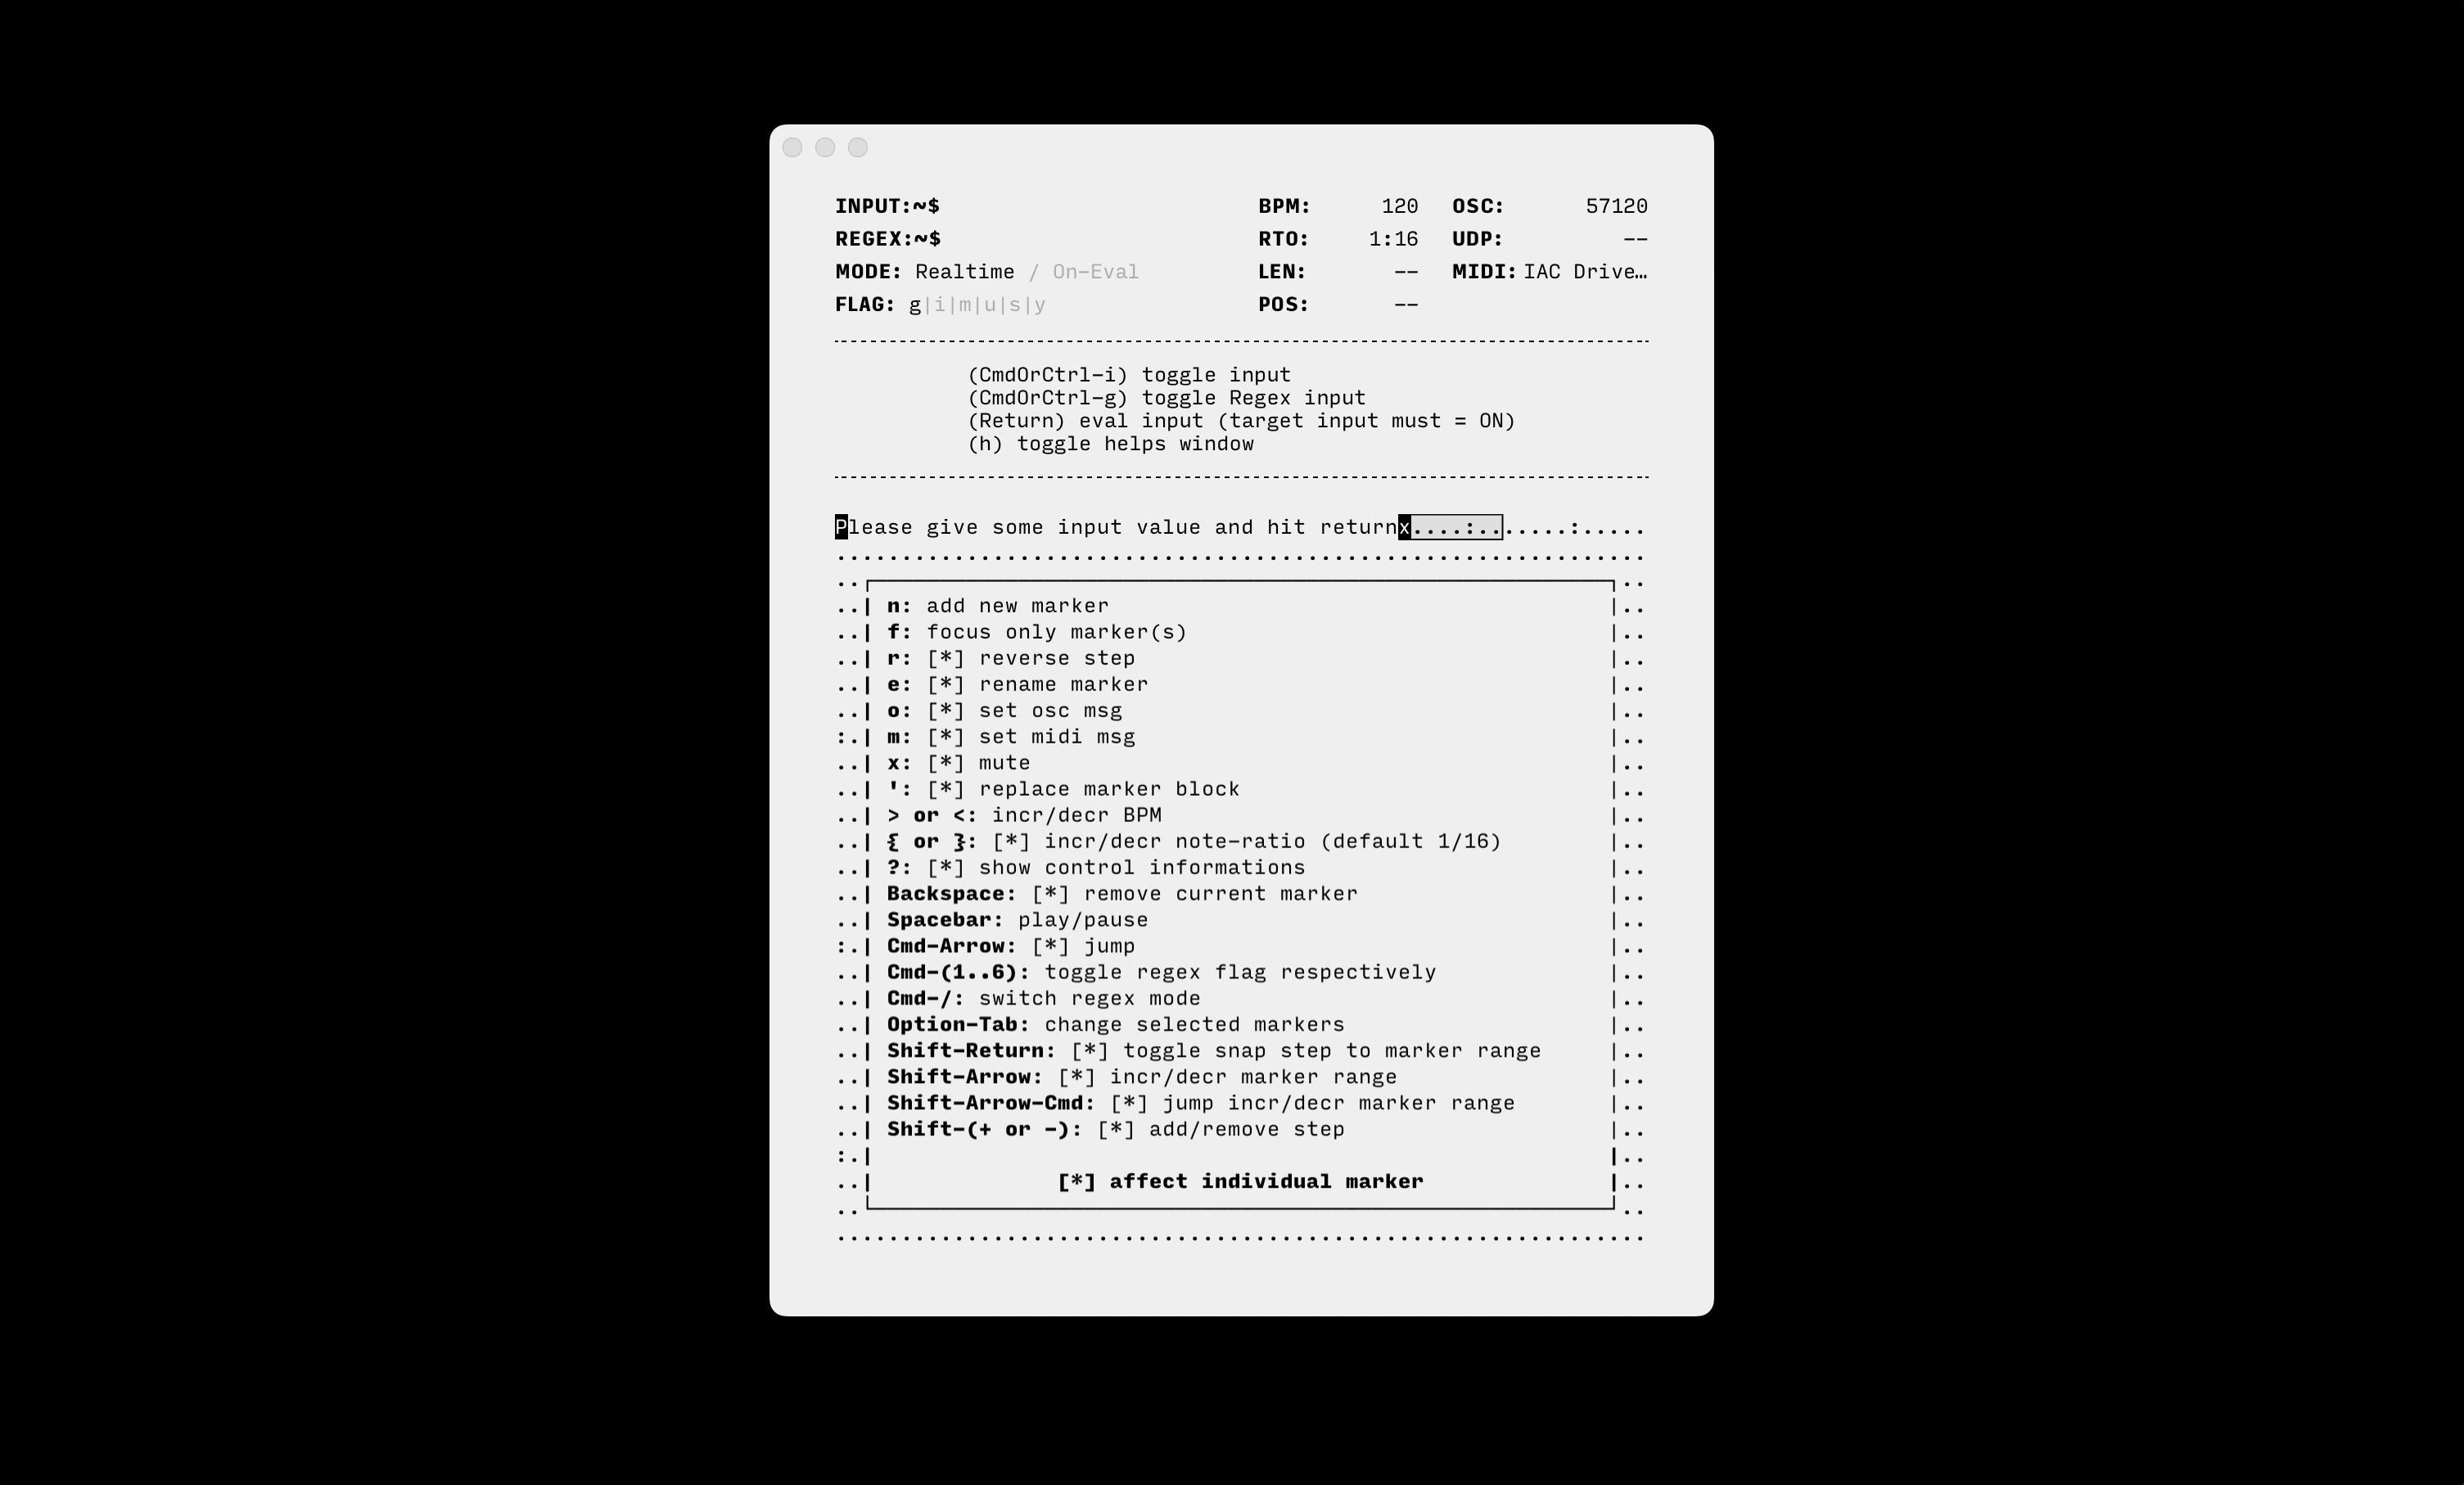 INPUT:~$ BPM: 120 OSC: 57120
REGEX:~$ RTO: 1:16 UDP: --
MODE: Realtime / On-Eval LEN: -- MIDI: IAC Drive…
FLAG: g|i|m|u|s|y POS: --
(CmdOrCtrl-i) toggle input
(CmdOrCtrl-g) toggle Regex input
(Return) eval input (target input must = ON)
(h) toggle helps window
Please give some input value and hit returnx....:.......:.....
..............................................................
.. ..
..| n: add new marker |..
..| f: focus only marker(s) |..
..| r: [*] reverse step |..
..| e: [*] rename marker |..
..| o: [*] set osc msg |..
:.| m: [*] set midi msg |..
..| x: [*] mute |..
..| ': [*] replace marker block |..
..| > or <: incr/decr BPM |..
..| { or }: [*] incr/decr note-ratio (default 1/16) |..
..| ?: [*] show control informations |..
..| Backspace: [*] remove current marker |..
..| Spacebar: play/pause |..
:.| Cmd-Arrow: [*] jump |..
..| Cmd-(1..6): toggle regex flag respectively |..
..| Cmd-/: switch regex mode |..
..| Option-Tab: change selected markers |..
..| Shift-Return: [*] toggle snap step to marker range |..
..| Shift-Arrow: [*] incr/decr marker range |..
..| Shift-Arrow-Cmd: [*] jump incr/decr marker range |..
..| Shift-(+ or -): [*] add/remove step |..
:.| |..
..| [*] affect individual marker |..
.. ..
..............................................................